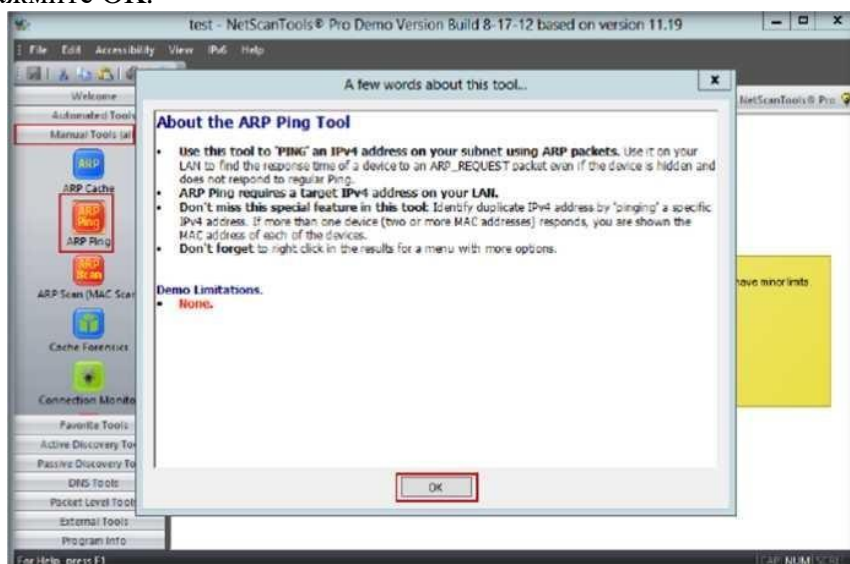 жмите ОК.
test - NetScanTools® Pro Demo Version Build 8-17-12 based on version 11.19
File Edit Accessibility View IPv6 Help
Welcome
Automated Tools
Manual Tools (al
ARP
ARP Cache
ARP
Ping
ARP Ping
ARP
Scan
ARP Scan (MAC Scan
IP
Cache Forensics
Connection Monito
Favorite Tools
Active Discovery To
Passive Discovery To
DNS Tools
Packet Level Tools
External Tools
Program Info
For Help, press F1
A few words about this tool...
x
About the ARP Ping Tool
• Use this tool to "PING" an IPv4 address on your subnet using ARP packets. Use it on your
LAN to find the response time of a device to an ARP_REQUEST packet even if the device is hidden and
does not respond to regular Ping.
• ARP Ping requires a target IPv4 address on your LAN.
• Don't miss this special feature in this tool: Identify duplicate IPv4 address by 'pinging' a specific
IPv4 address. If more than one device (two or more MAC addresses) responds, you are shown the
MAC address of each of the devices.
• Don't forget to right click in the results for a menu with more options.
Demo Limitations.
• None.
OK
NetScanTools® Pro
have minor limits
CAP NUM SCRL